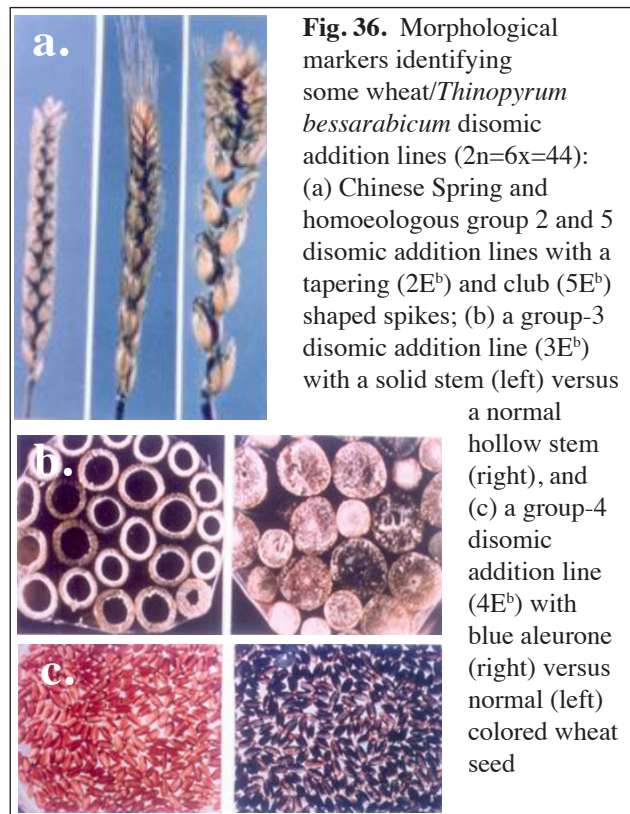 a.
Fig. 36. Morphological
markers identifying
some wheat/Thinopyrum
bessarabicum disomic
addition lines (2n=6x=44):
(a) Chinese Spring and
homoeologous group 2 and 5
disomic addition lines with a
tapering (2Eᵇ) and club (5Eᵇ)
shaped spikes; (b) a group-3
disomic addition line (3Eᵇ)
with a solid stem (left) versus
a normal
hollow stem
(right), and
(c) a group-4
disomic
addition line
(4Eᵇ) with
blue aleurone
(right) versus
normal (left)
colored wheat
seed
b.
c.